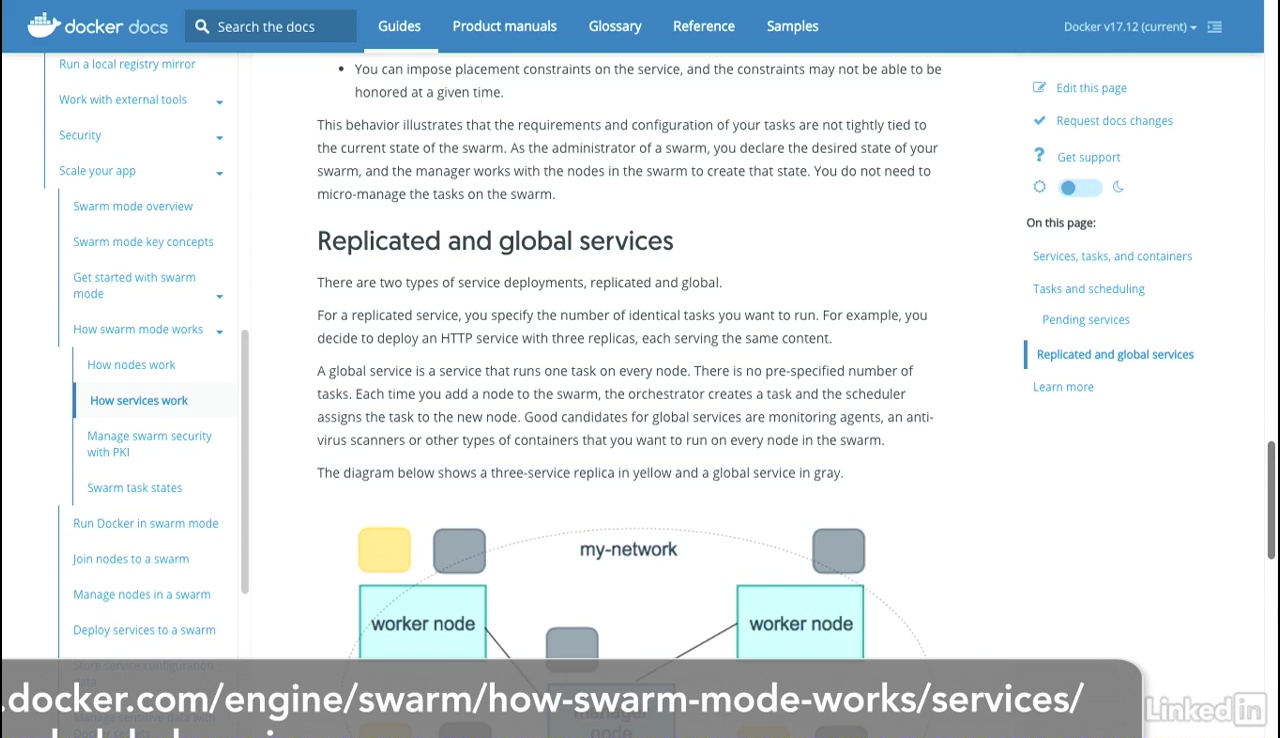 docker docs
Search the docs
Guides
Product manuals
Glossary
Reference
Samples
Docker v17.12 (current)
Run a local registry mirror
Work with external tools
Security
Scale your app
Swarm mode overview
Swarm mode key concepts
Get started with swarm
mode
How swarm mode works
How nodes work
How services work
Manage swarm security
with PKI
Swarm task states
Run Docker in swarm mode
Join nodes to a swarm
Manage nodes in a swarm
Deploy services to a swarm
Store service configuration
data
Manage sensitive data with
You can impose placement constraints on the service, and the constraints may not be able to be
honored at a given time.
This behavior illustrates that the requirements and configuration of your tasks are not tightly tied to
the current state of the swarm. As the administrator of a swarm, you declare the desired state of your
swarm, and the manager works with the nodes in the swarm to create that state. You do not need to
micro-manage the tasks on the swarm.
Replicated and global services
There are two types of service deployments, replicated and global.
For a replicated service, you specify the number of identical tasks you want to run. For example, you
decide to deploy an HTTP service with three replicas, each serving the same content.
A global service is a service that runs one task on every node. There is no pre-specified number of
tasks. Each time you add a node to the swarm, the orchestrator creates a task and the scheduler
assigns the task to the new node. Good candidates for global services are monitoring agents, an anti-
virus scanners or other types of containers that you want to run on every node in the swarm.
The diagram below shows a three-service replica in yellow and a global service in gray.
my-network
worker node
worker node
manager
node
Edit this page
Request docs changes
Get support
On this page:
Services, tasks, and containers
Tasks and scheduling
Pending services
Replicated and global services
Learn more
.docker.com/engine/swarm/how-swarm-mode-works/services/
Linked in